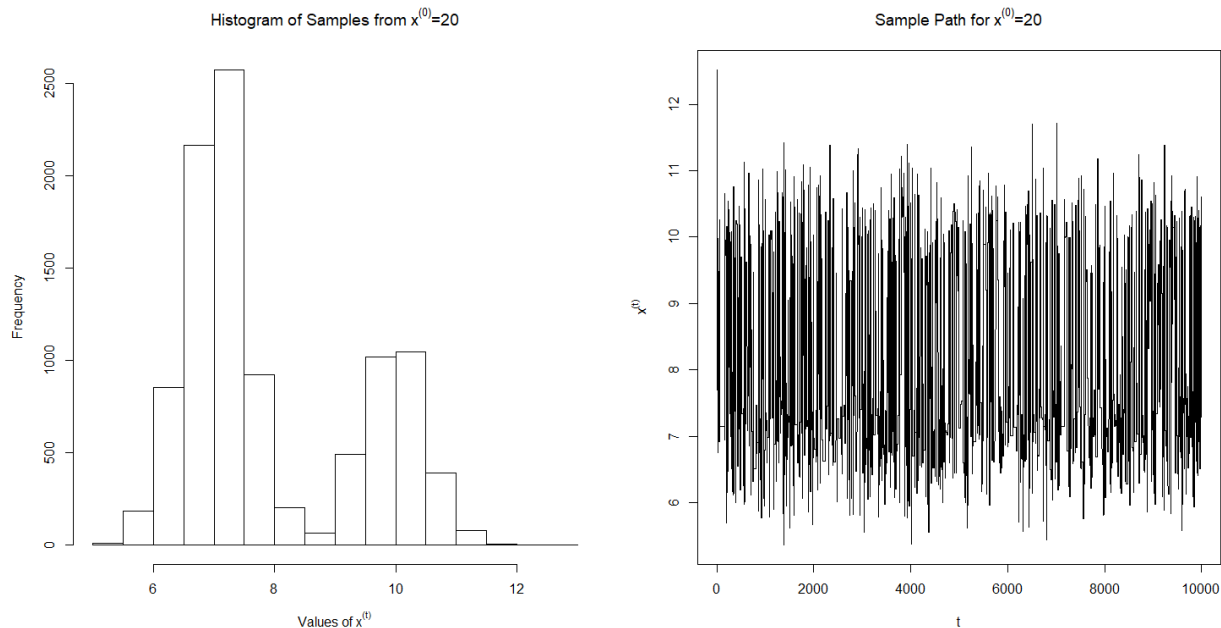 Histogram of Samples from x^(0)=20
Frequency
2500
2000
1500
1000
500
0
6 8 10 12
Values of x^(t)
Sample Path for x^(0)=20
x^(t)
12
11
10
9
8
7
6
0 2000 4000 6000 8000 10000
t